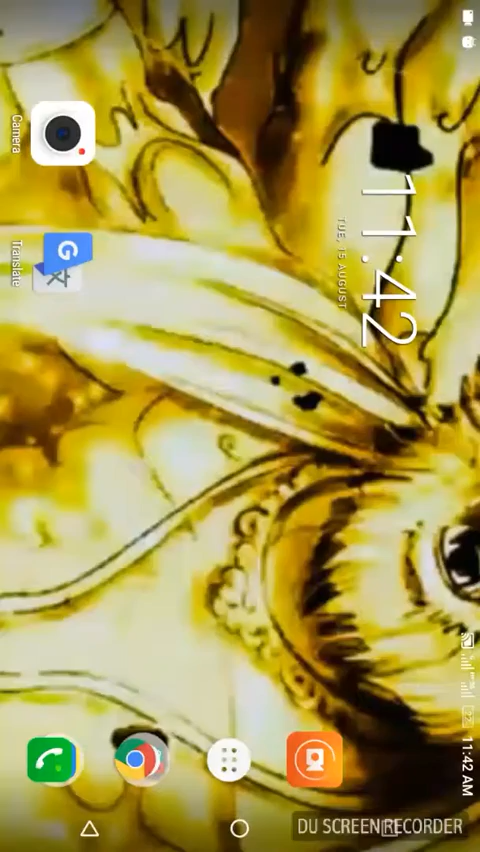 11:42
TUE, 15 AUGUST
Camera
Translate
11:42 AM
DU SCREEN RECORDER